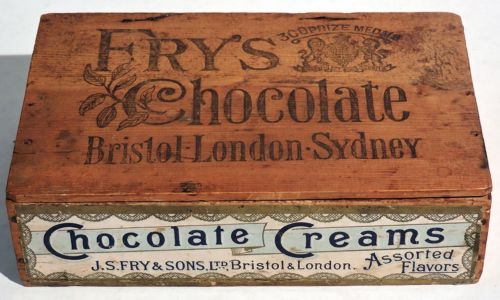 FRY'S
300 PRIZE MEDALS
Chocolate
Bristol·London·Sydney
Chocolate Creams
J.S. FRY & SONS, LTD, Bristol & London.
Assorted
Flavors